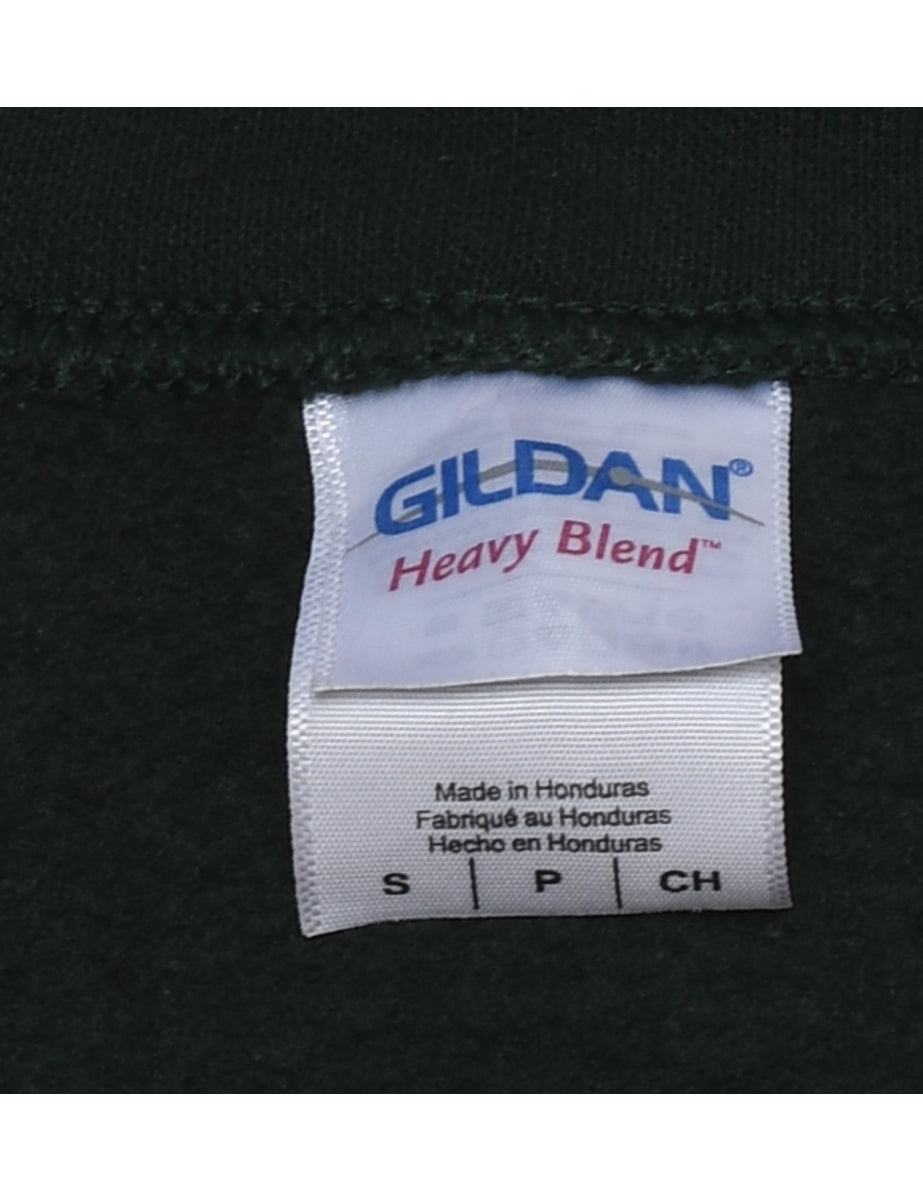 GILDAN®
Heavy Blend™
Made in Honduras
Fabriqué au Honduras
Hecho en Honduras
S | P | CH